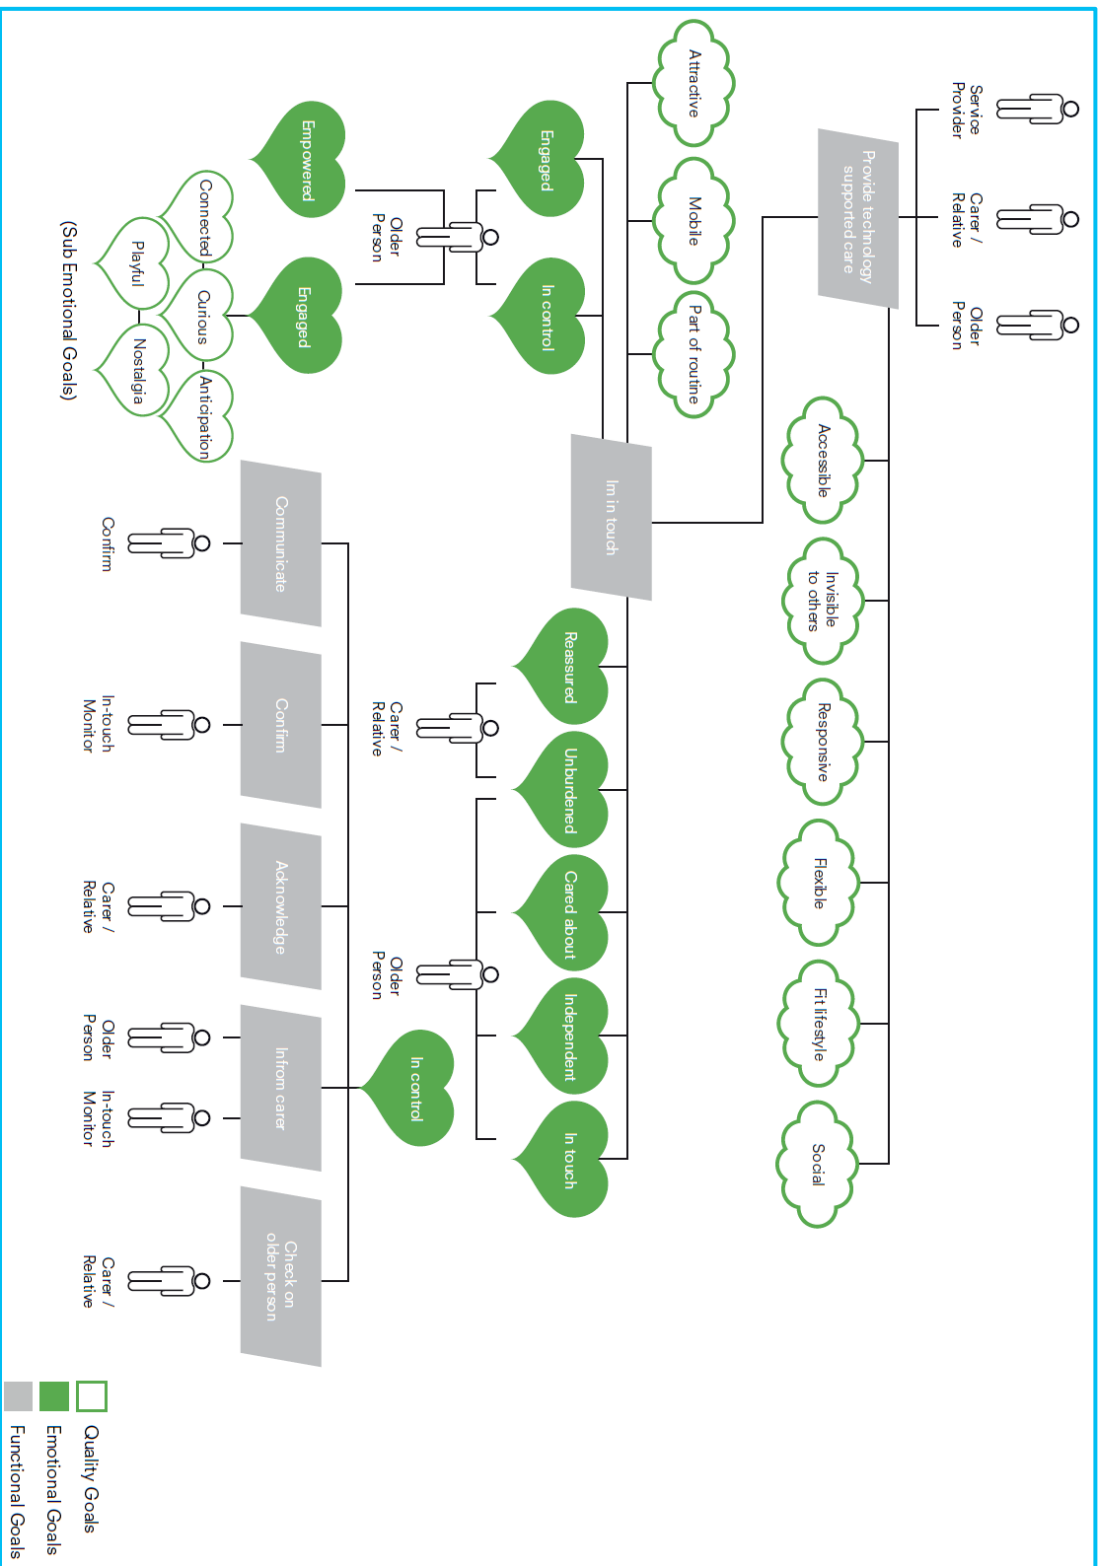 Service
Provider
Carer /
Relative
Older
Person
Provide technology
supported care
Accessible
Invisible
to others
Responsive
Flexible
Fit lifestyle
Social
Attractive
Mobile
Part of routine
Im in touch
Engaged
In control
Reassured
Unburdened
Cared about
Independent
In touch
Older
Person
Carer /
Relative
Older
Person
Empowered
Engaged
In control
Connected
Curious
Anticipation
Playful
Nostalgia
(Sub Emotional Goals)
Communicate
Confirm
Acknowledge
Infrom carer
Check on
older person
Confirm
In-touch
Monitor
Carer /
Relative
Older
Person
In-touch
Monitor
Carer /
Relative
Quality Goals
Emotional Goals
Functional Goals